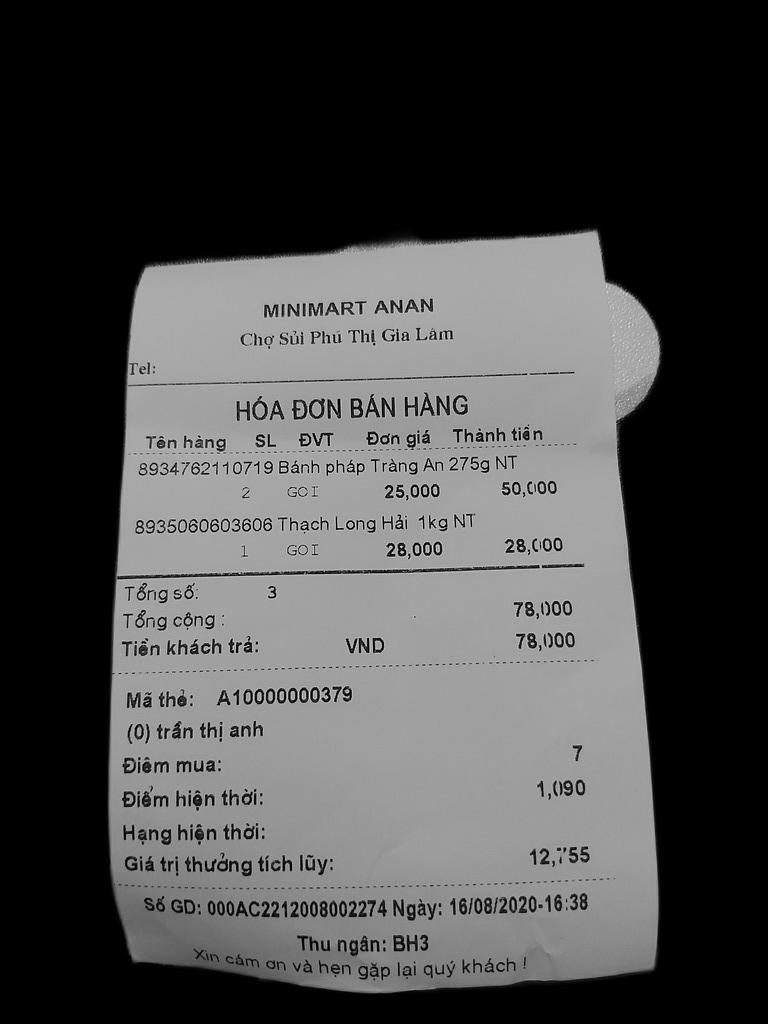 MINIMART ANAN
Chợ Sủi Phú Thị Gia Lâm
Tel:
HÓA ĐƠN BÁN HÀNG
Tên hàng SL ĐVT Đơn giá Thành tiền
8934762110719 Bánh pháp Tràng An 275g NT
2 GOI 25,000 50,000
8935060603606 Thạch Long Hải 1kg NT
1 GOI 28,000 28,000
Tổng số: 3
Tổng cộng : 78,000
Tiền khách trả: VND 78,000
Mã thẻ: A10000000379
(0) trần thị anh
Điểm mua: 7
Điểm hiện thời: 1,090
Hạng hiện thời:
Giá trị thưởng tích lũy: 12,755
Số GD: 000AC2212008002274 Ngày: 16/08/2020-16:38
Thu ngân: BH3
Xin cảm ơn và hẹn gặp lại quý khách !